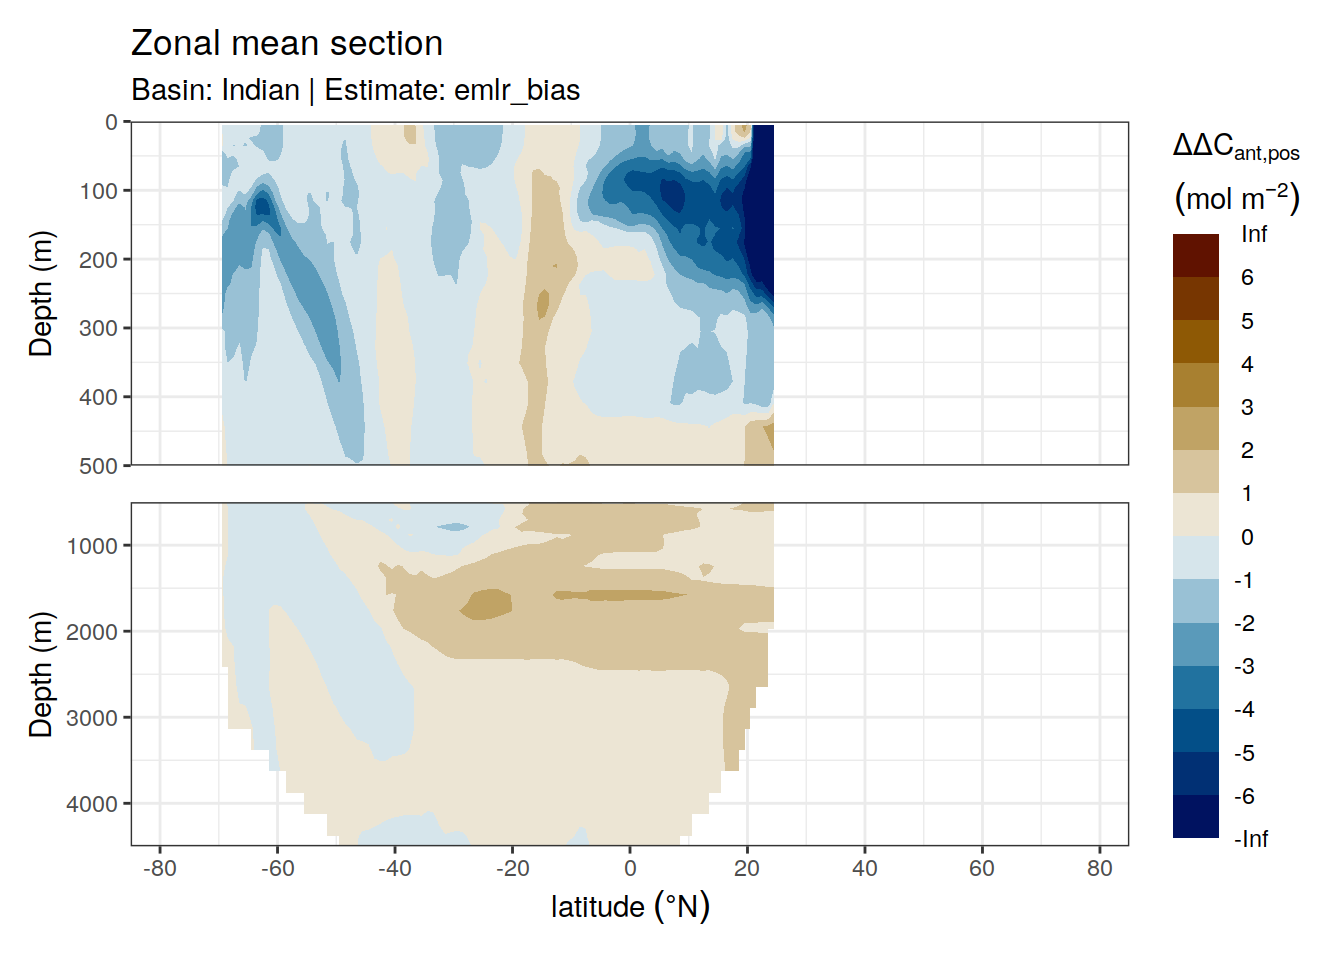 Zonal mean section
Basin: Indian | Estimate: emlr_bias
Depth (m)
0
100
200
300
400
500
Depth (m)
1000
2000
3000
4000
-80 -60 -40 -20 0 20 40 60 80
latitude (°N)
ΔΔCant,pos
(mol m−2)
Inf
6
5
4
3
2
1
0
-1
-2
-3
-4
-5
-6
-Inf